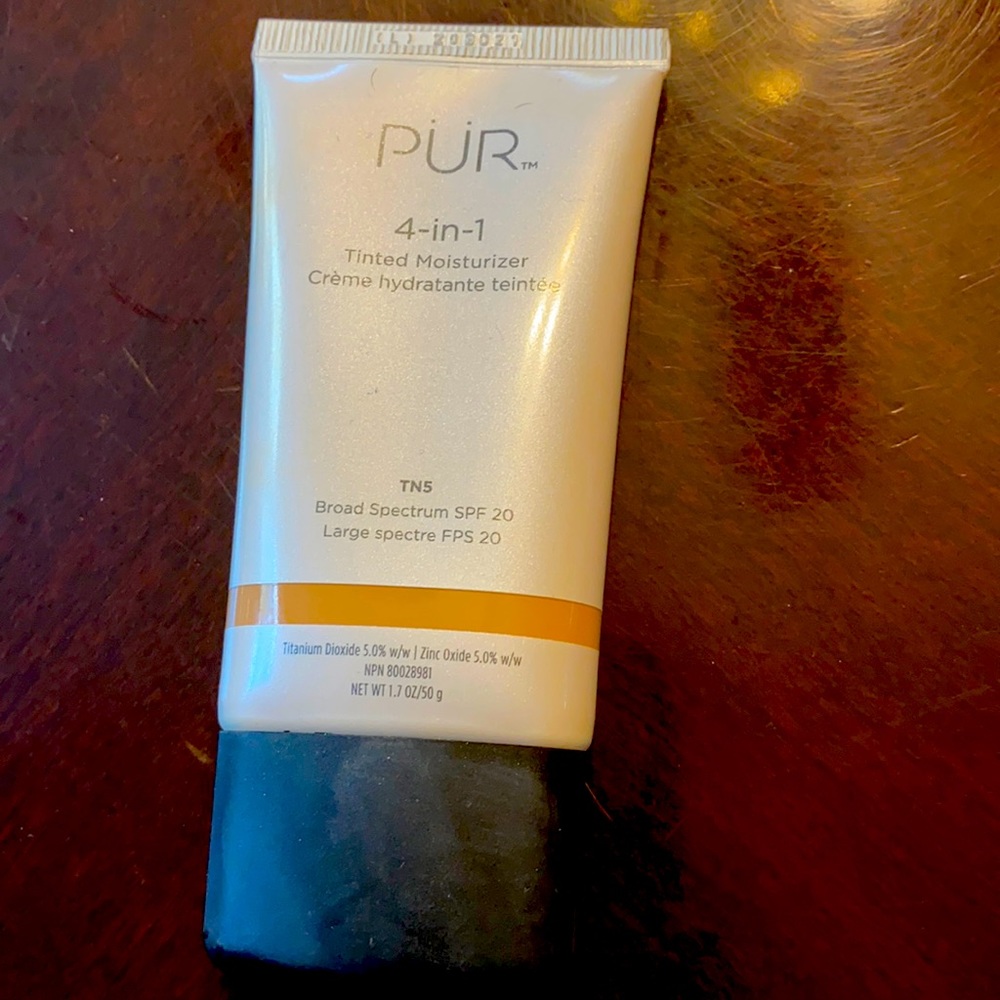 (L) 203027
PÜR™
4-in-1
Tinted Moisturizer
Crème hydratante teintée
TN5
Broad Spectrum SPF 20
Large spectre FPS 20
Titanium Dioxide 5.0% w/w | Zinc Oxide 5.0% w/w
NPN 80028981
NET WT 1.7 OZ/50 g